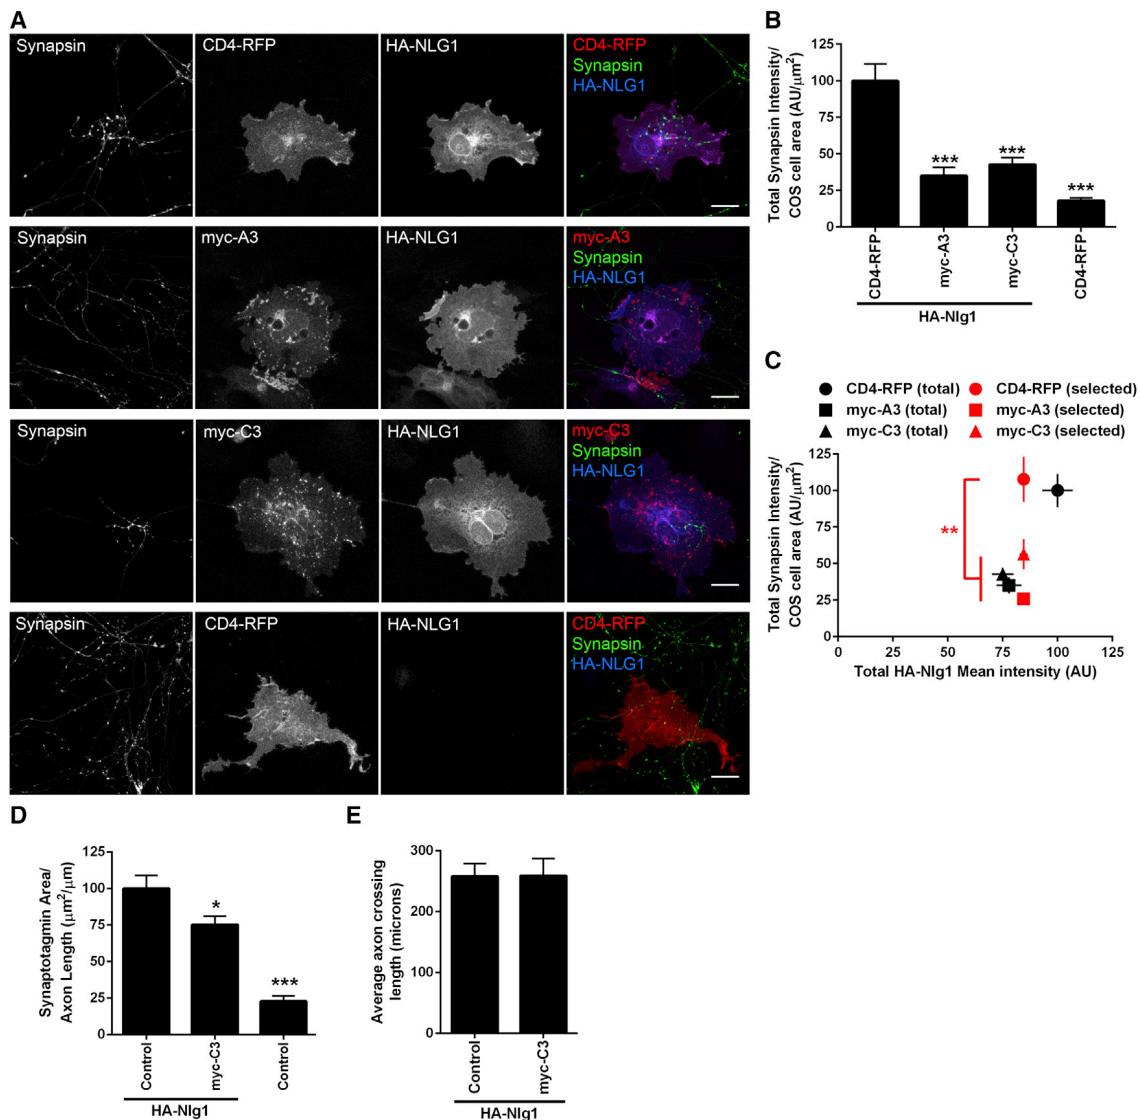 A
Synapsin
CD4-RFP
HA-NLG1
CD4-RFP
Synapsin
HA-NLG1
Synapsin
myc-A3
HA-NLG1
myc-A3
Synapsin
HA-NLG1
Synapsin
myc-C3
HA-NLG1
myc-C3
Synapsin
HA-NLG1
Synapsin
CD4-RFP
HA-NLG1
CD4-RFP
Synapsin
HA-NLG1
B
Total Synapsin Intensity/
COS cell area (AU/μm²)
125
100
75
50
25
0
***
***
***
CD4-RFP
myc-A3
myc-C3
CD4-RFP
HA-Nlg1
C
CD4-RFP (total)
CD4-RFP (selected)
myc-A3 (total)
myc-A3 (selected)
myc-C3 (total)
myc-C3 (selected)
Total Synapsin Intensity/
COS cell area (AU/μm²)
125
100
75
50
25
0
**
0
25
50
75
100
125
Total HA-Nlg1 Mean intensity (AU)
D
Synaptotagmin Area/
Axon Length (μm²/μm)
125
100
75
50
25
0
*
***
Control
myc-C3
Control
HA-Nlg1
E
Average axon crossing
length (microns)
300
200
100
0
Control
myc-C3
HA-Nlg1